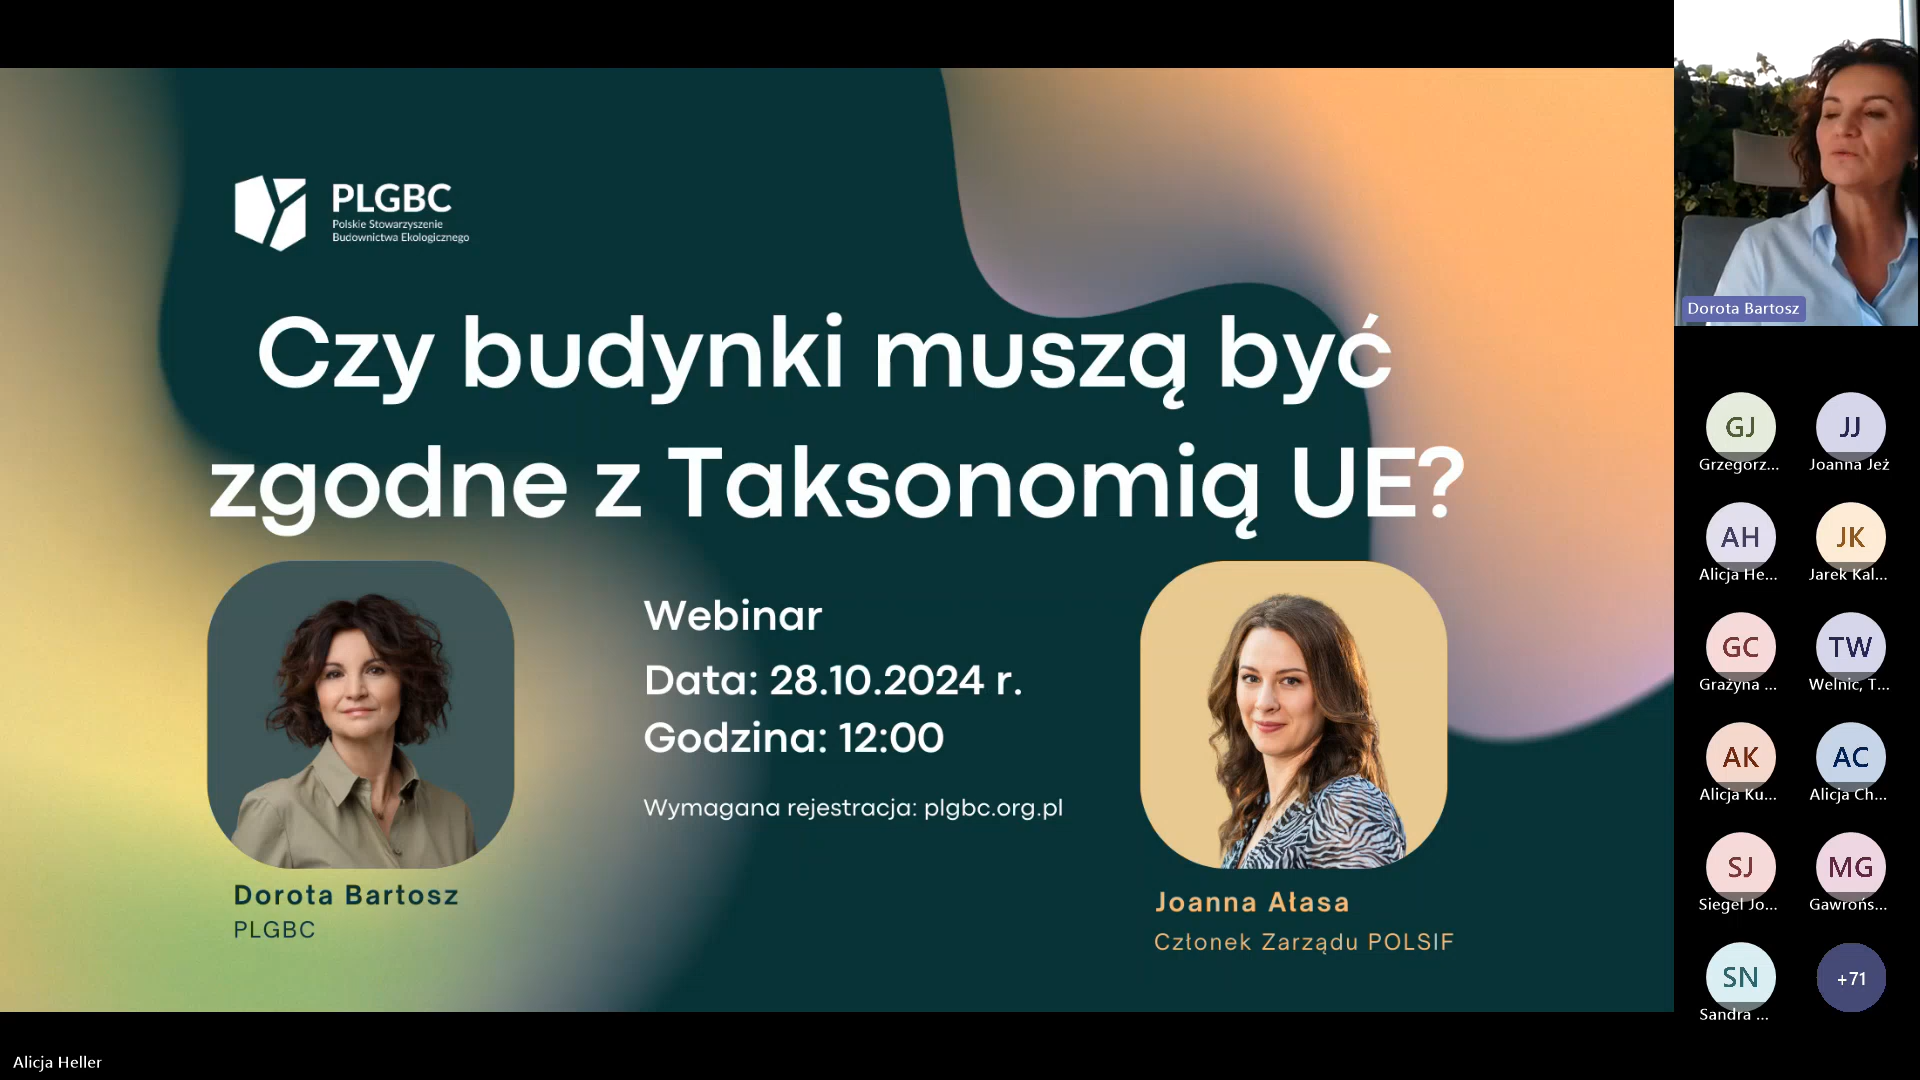 PLGBC
Polskie Stowarzyszenie
Budownictwa Ekologicznego
Czy budynki muszą być
zgodne z Taksonomią UE?
Webinar
Data: 28.10.2024 r.
Godzina: 12:00
Wymagana rejestracja: plgbc.org.pl
Dorota Bartosz
PLGBC
Joanna Ałasa
Członek Zarządu POLSIF
Dorota Bartosz
GJ
Grzegorz...
JJ
Joanna Jeż
AH
Alicja He...
JK
Jarek Kal...
GC
Grażyna ...
TW
Welnic, T...
AK
Alicja Ku...
AC
Alicja Ch...
SJ
Siegel Jo...
MG
Gawrońs...
SN
Sandra ...
+71
Alicja Heller